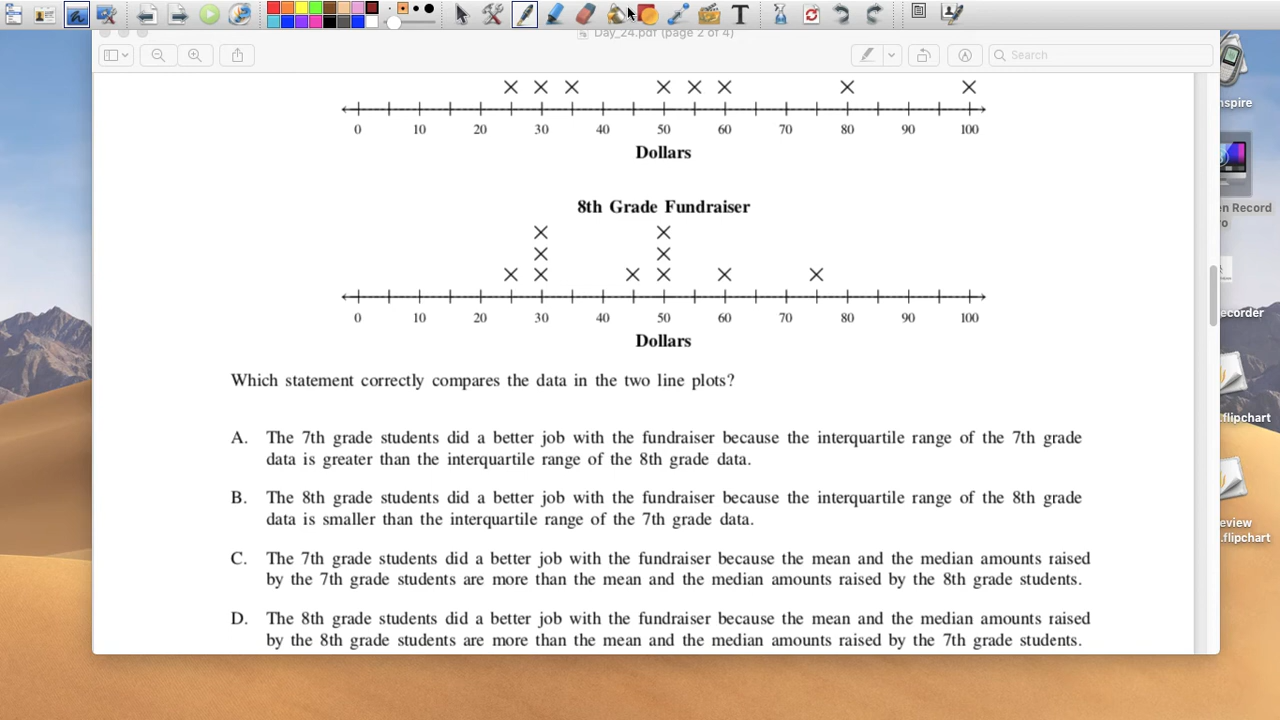 Day_24.pdf (page 2 of 4)
Search
0 10 20 30 40 50 60 70 80 90 100
Dollars
8th Grade Fundraiser
0 10 20 30 40 50 60 70 80 90 100
Dollars
Which statement correctly compares the data in the two line plots?
A. The 7th grade students did a better job with the fundraiser because the interquartile range of the 7th grade
data is greater than the interquartile range of the 8th grade data.
B. The 8th grade students did a better job with the fundraiser because the interquartile range of the 8th grade
data is smaller than the interquartile range of the 7th grade data.
C. The 7th grade students did a better job with the fundraiser because the mean and the median amounts raised
by the 7th grade students are more than the mean and the median amounts raised by the 8th grade students.
D. The 8th grade students did a better job with the fundraiser because the mean and the median amounts raised
by the 8th grade students are more than the mean and the median amounts raised by the 7th grade students.
nspire
en Record
ro
ecorder
.flipchart
eview
.flipchart